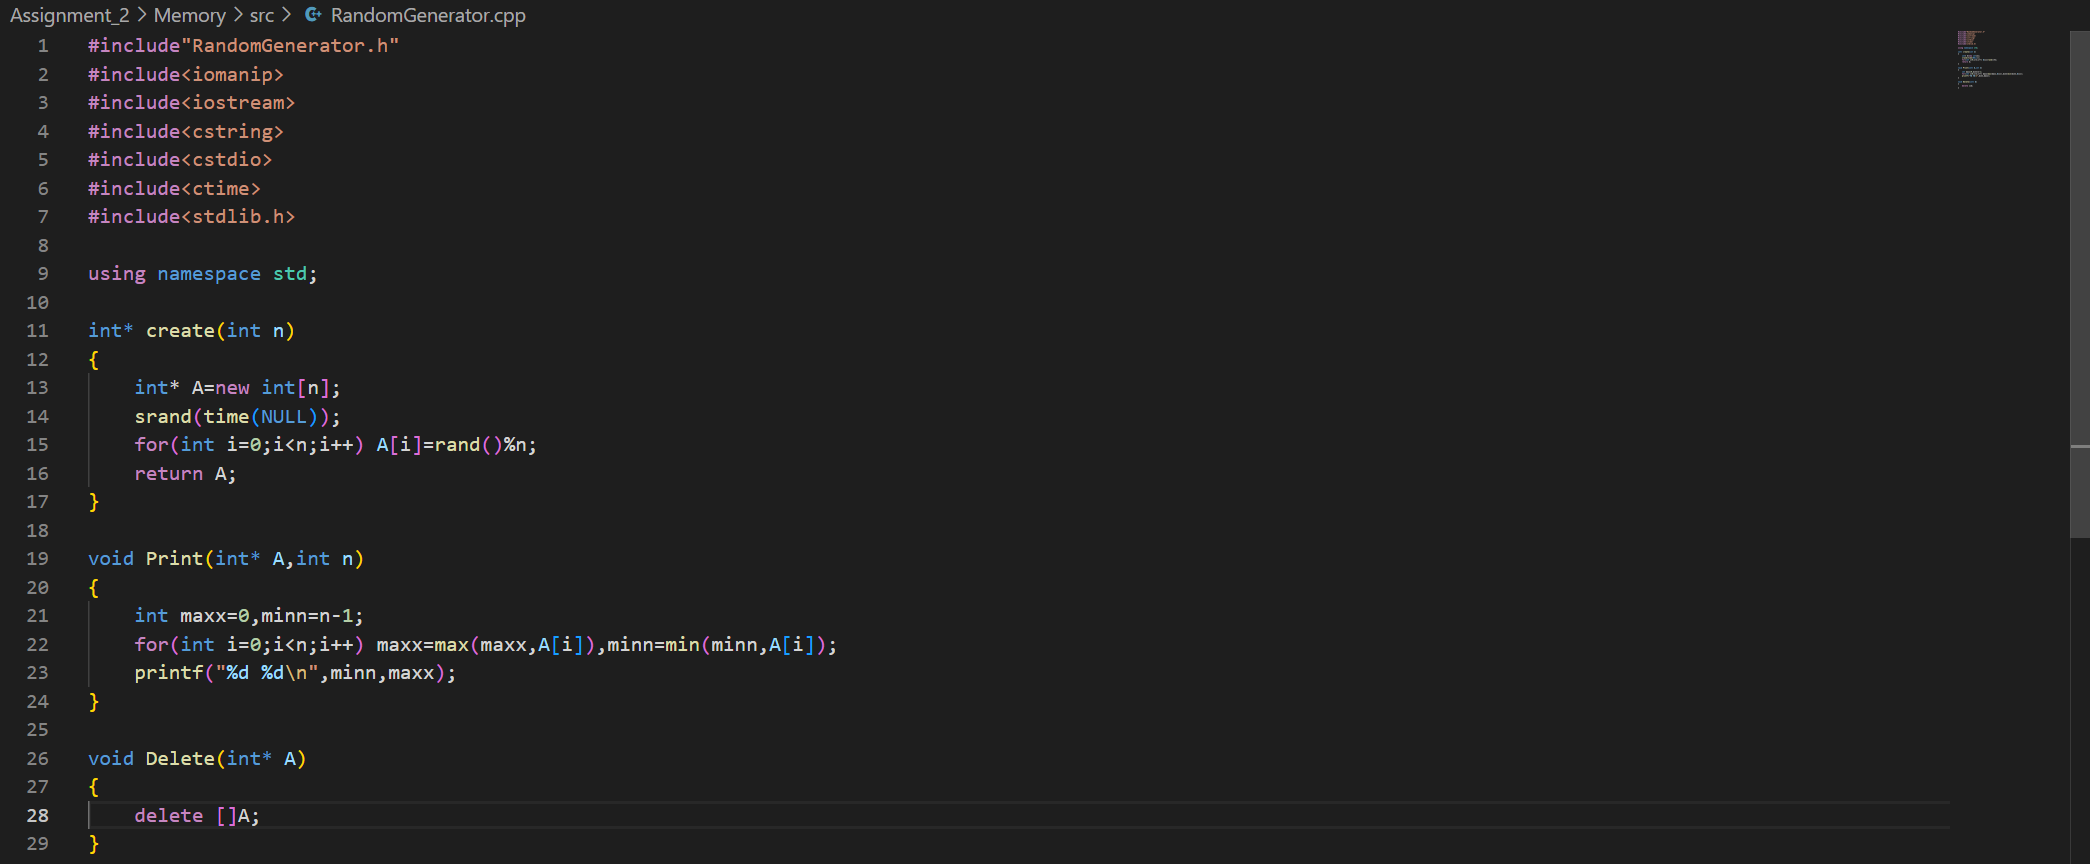 Assignment_2 > Memory > src > RandomGenerator.cpp
1 #include"RandomGenerator.h"
2 #include<iomanip>
3 #include<iostream>
4 #include<cstring>
5 #include<cstdio>
6 #include<ctime>
7 #include<stdlib.h>
8
9 using namespace std;
10
11 int* create(int n)
12 {
13     int* A=new int[n];
14     srand(time(NULL));
15     for(int i=0;i<n;i++) A[i]=rand()%n;
16     return A;
17 }
18
19 void Print(int* A,int n)
20 {
21     int maxx=0,minn=n-1;
22     for(int i=0;i<n;i++) maxx=max(maxx,A[i]),minn=min(minn,A[i]);
23     printf("%d %d\n",minn,maxx);
24 }
25
26 void Delete(int* A)
27 {
28     delete []A;
29 }